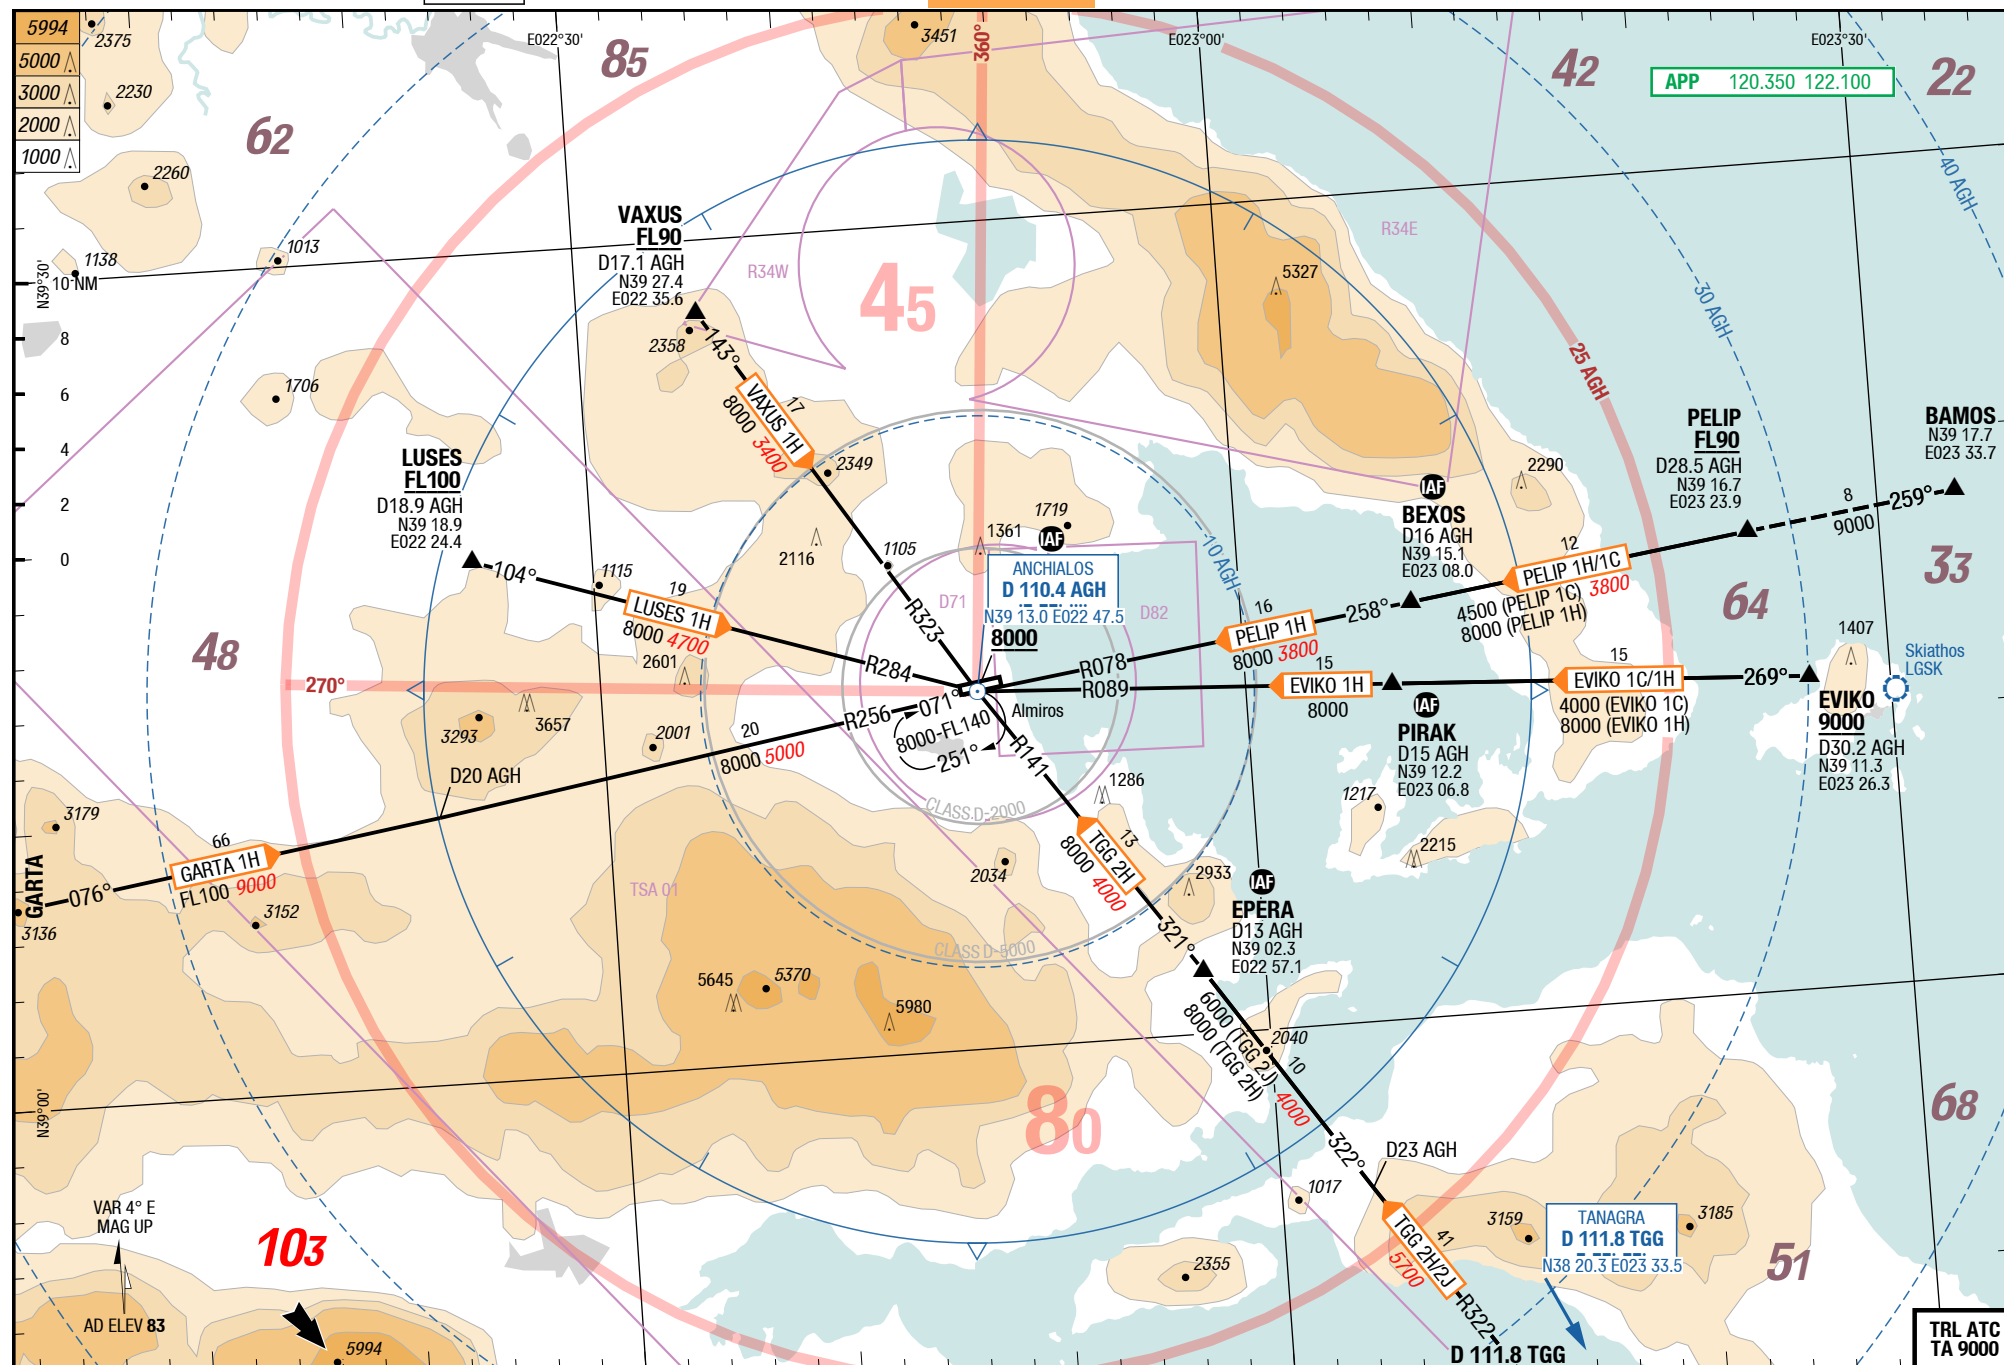 5994
5000
3000
2000
1000
2375
2230
2260
1138
1013
1706
3451
62
85
42
22
E022°30'
E023°00'
E023°30'
360°
APP 120.350 122.100
40 AGH
30 AGH
25 AGH
10 AGH
N39°30'
10 NM
8
6
4
2
0
VAXUS
FL90
D17.1 AGH
N39 27.4
E022 35.6
R34W
R34E
45
5327
2358
143°
17
VAXUS 1H
8000 3400
2349
2116
1105
R323
LUSES
FL100
D18.9 AGH
N39 18.9
E022 24.4
104°
1115
19
LUSES 1H
8000 4700
R284
2601
1719
1361
IAF
ANCHIALOS
D 110.4 AGH
N39 13.0 E022 47.5
8000
D71
D82
IAF
BEXOS
D16 AGH
N39 15.1
E023 08.0
2290
PELIP
FL90
D28.5 AGH
N39 16.7
E023 23.9
BAMOS
N39 17.7
E023 33.7
8
9000
259°
12
PELIP 1H/1C
3800
4500 (PELIP 1C)
8000 (PELIP 1H)
16
258°
PELIP 1H
8000 3800
R078
R089
15
EVIKO 1H
8000
15
EVIKO 1C/1H
4000 (EVIKO 1C)
8000 (EVIKO 1H)
269°
64
33
1407
Skiathos
LGSK
EVIKO
9000
D30.2 AGH
N39 11.3
E023 26.3
IAF
PIRAK
D15 AGH
N39 12.2
E023 06.8
48
270°
3657
3293
2001
D20 AGH
20
8000 5000
R256
071°
8000-FL140
251°
Almiros
R141
CLASS D-2000
CLASS D-5000
1286
1217
2215
3179
GARTA
3136
076°
66
GARTA 1H
FL100 9000
3152
TSA 01
2034
13
TGG 2H
8000 4000
2933
321°
IAF
EPERA
D13 AGH
N39 02.3
E022 57.1
5645
5370
5980
6000 (TGG 2J)
8000 (TGG 2H)
2040
10
4000
322°
D23 AGH
N39°00'
80
68
1017
VAR 4° E
MAG UP
103
AD ELEV 83
5994
2355
3159
3185
TANAGRA
D 111.8 TGG
N38 20.3 E023 33.5
51
41
TGG 2H/2J
5700
R322
D 111.8 TGG
TRL ATC
TA 9000